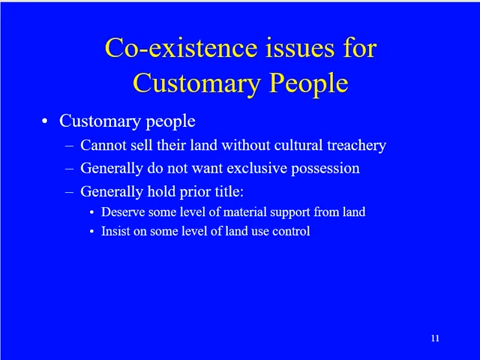 Co-existence issues for
Customary People
• Customary people
– Cannot sell their land without cultural treachery
– Generally do not want exclusive possession
– Generally hold prior title:
• Deserve some level of material support from land
• Insist on some level of land use control
11